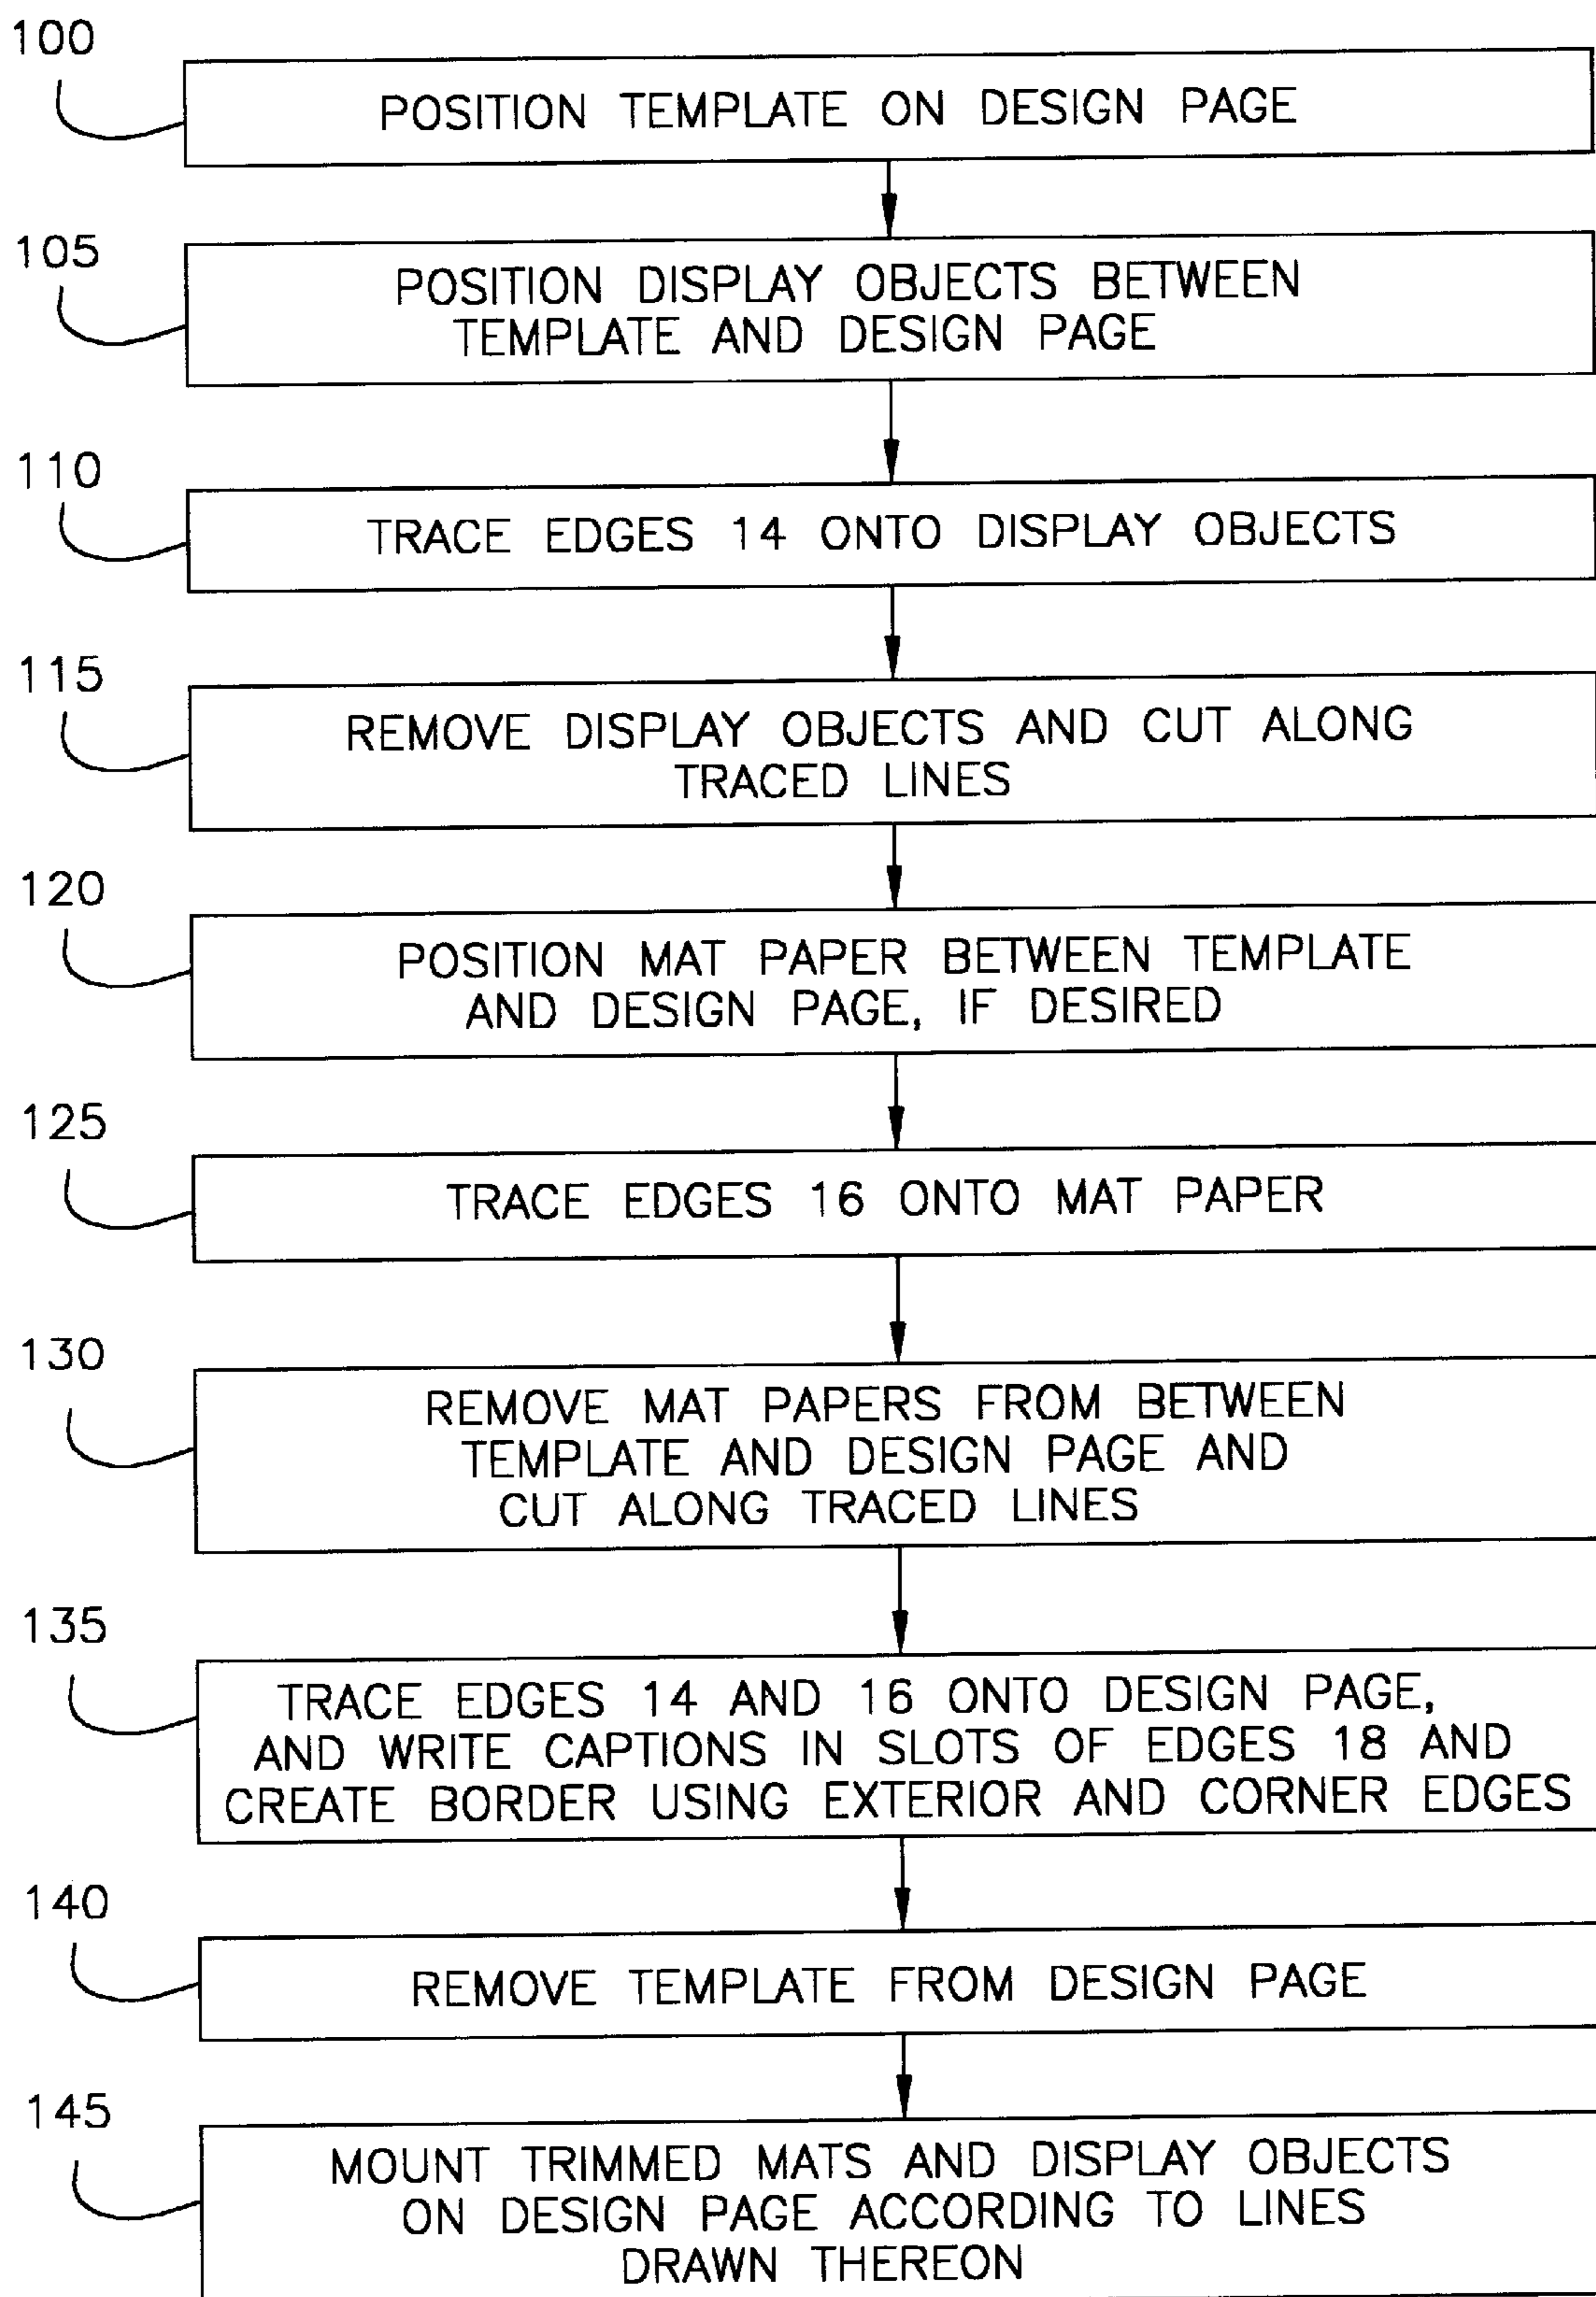 100
POSITION TEMPLATE ON DESIGN PAGE
105
POSITION DISPLAY OBJECTS BETWEEN
TEMPLATE AND DESIGN PAGE
110
TRACE EDGES 14 ONTO DISPLAY OBJECTS
115
REMOVE DISPLAY OBJECTS AND CUT ALONG
TRACED LINES
120
POSITION MAT PAPER BETWEEN TEMPLATE
AND DESIGN PAGE, IF DESIRED
125
TRACE EDGES 16 ONTO MAT PAPER
130
REMOVE MAT PAPERS FROM BETWEEN
TEMPLATE AND DESIGN PAGE AND
CUT ALONG TRACED LINES
135
TRACE EDGES 14 AND 16 ONTO DESIGN PAGE,
AND WRITE CAPTIONS IN SLOTS OF EDGES 18 AND
CREATE BORDER USING EXTERIOR AND CORNER EDGES
140
REMOVE TEMPLATE FROM DESIGN PAGE
145
MOUNT TRIMMED MATS AND DISPLAY OBJECTS
ON DESIGN PAGE ACCORDING TO LINES
DRAWN THEREON